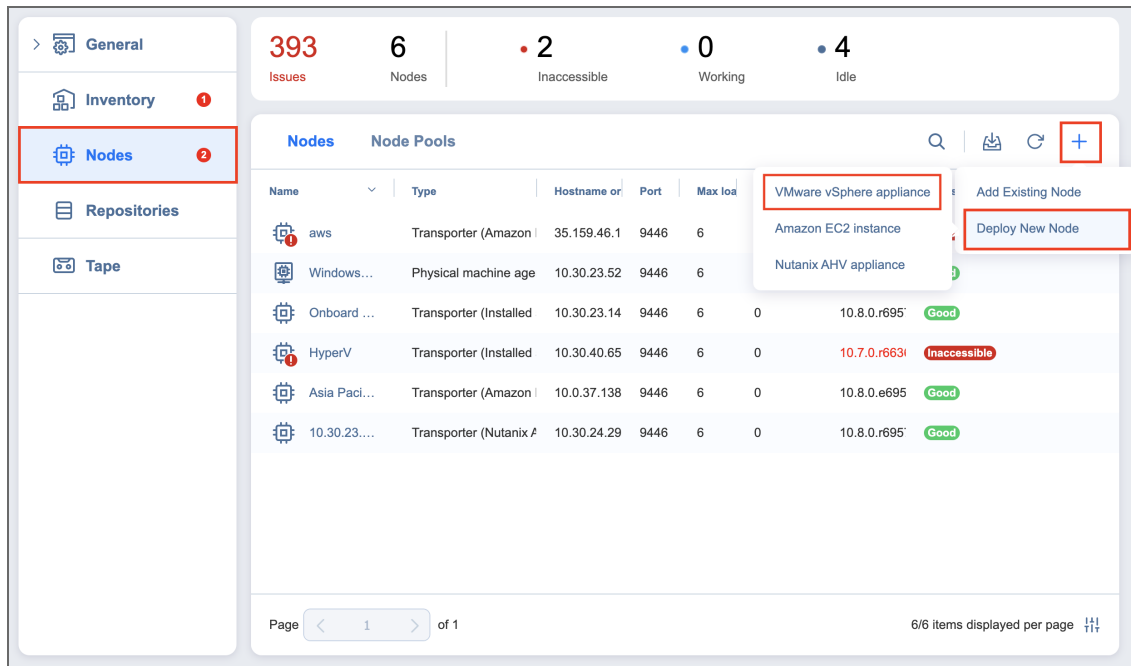 General
Inventory 1
Nodes 2
Repositories
Tape
393 6 2 0 4
Issues Nodes Inaccessible Working Idle
Nodes Node Pools
Name Type Hostname or Port Max loa
VMware vSphere appliance
Amazon EC2 instance
Nutanix AHV appliance
Add Existing Node
Deploy New Node
aws Transporter (Amazon 35.159.46.1 9446 6
Windows... Physical machine age 10.30.23.52 9446 6
Onboard ... Transporter (Installed 10.30.23.14 9446 6 0 10.8.0.r695 Good
HyperV Transporter (Installed 10.30.40.65 9446 6 0 10.7.0.r663 Inaccessible
Asia Paci... Transporter (Amazon 10.0.37.138 9446 6 0 10.8.0.e695 Good
10.30.23.... Transporter (Nutanix A 10.30.24.29 9446 6 0 10.8.0.r695 Good
Page 1 of 1
6/6 items displayed per page